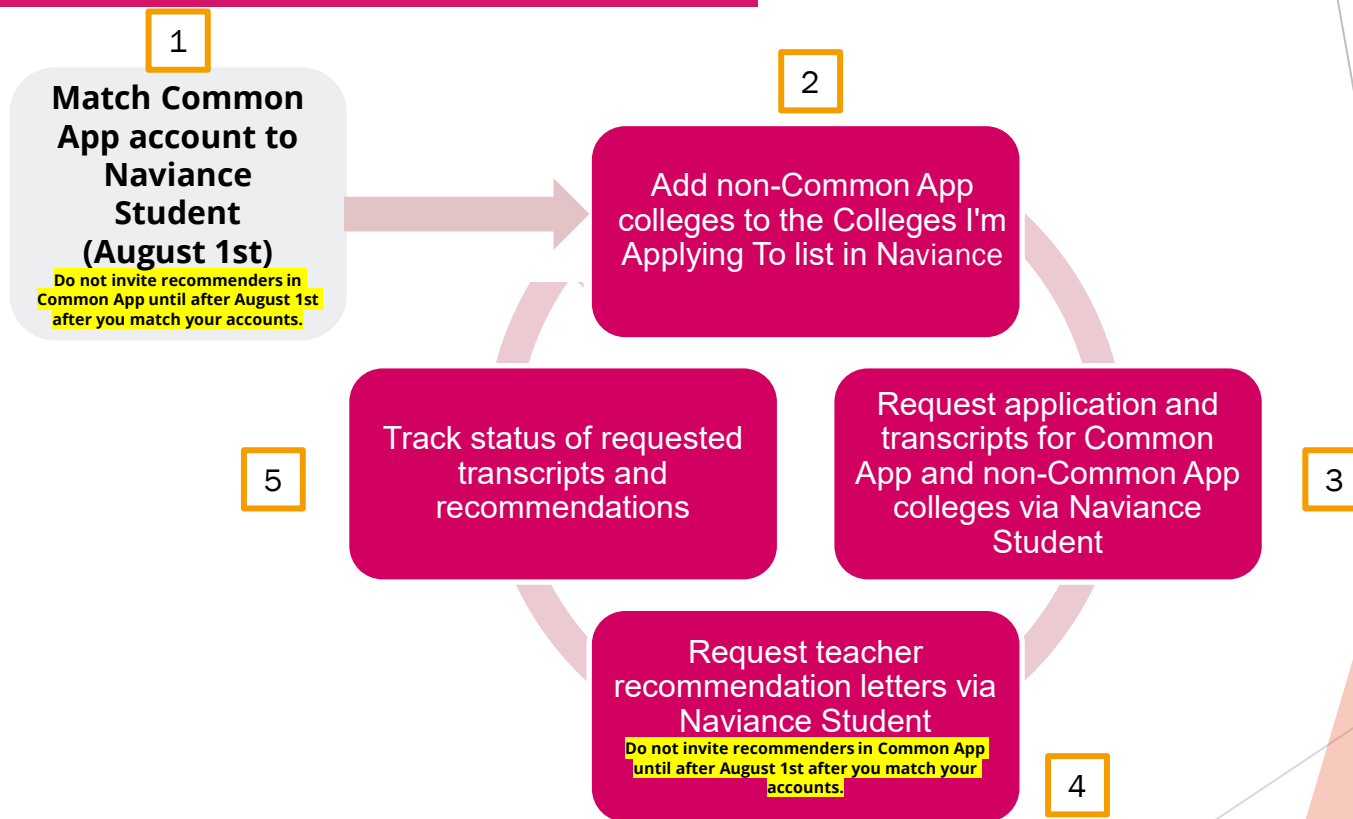 1
Match Common
App account to
Naviance
Student
(August 1st)
Do not invite recommenders in
Common App until after August 1st
after you match your accounts.
2
Add non-Common App
colleges to the Colleges I'm
Applying To list in Naviance
3
Request application and
transcripts for Common
App and non-Common App
colleges via Naviance
Student
4
Request teacher
recommendation letters via
Naviance Student
Do not invite recommenders in Common App
until after August 1st after you match your
accounts.
5
Track status of requested
transcripts and
recommendations